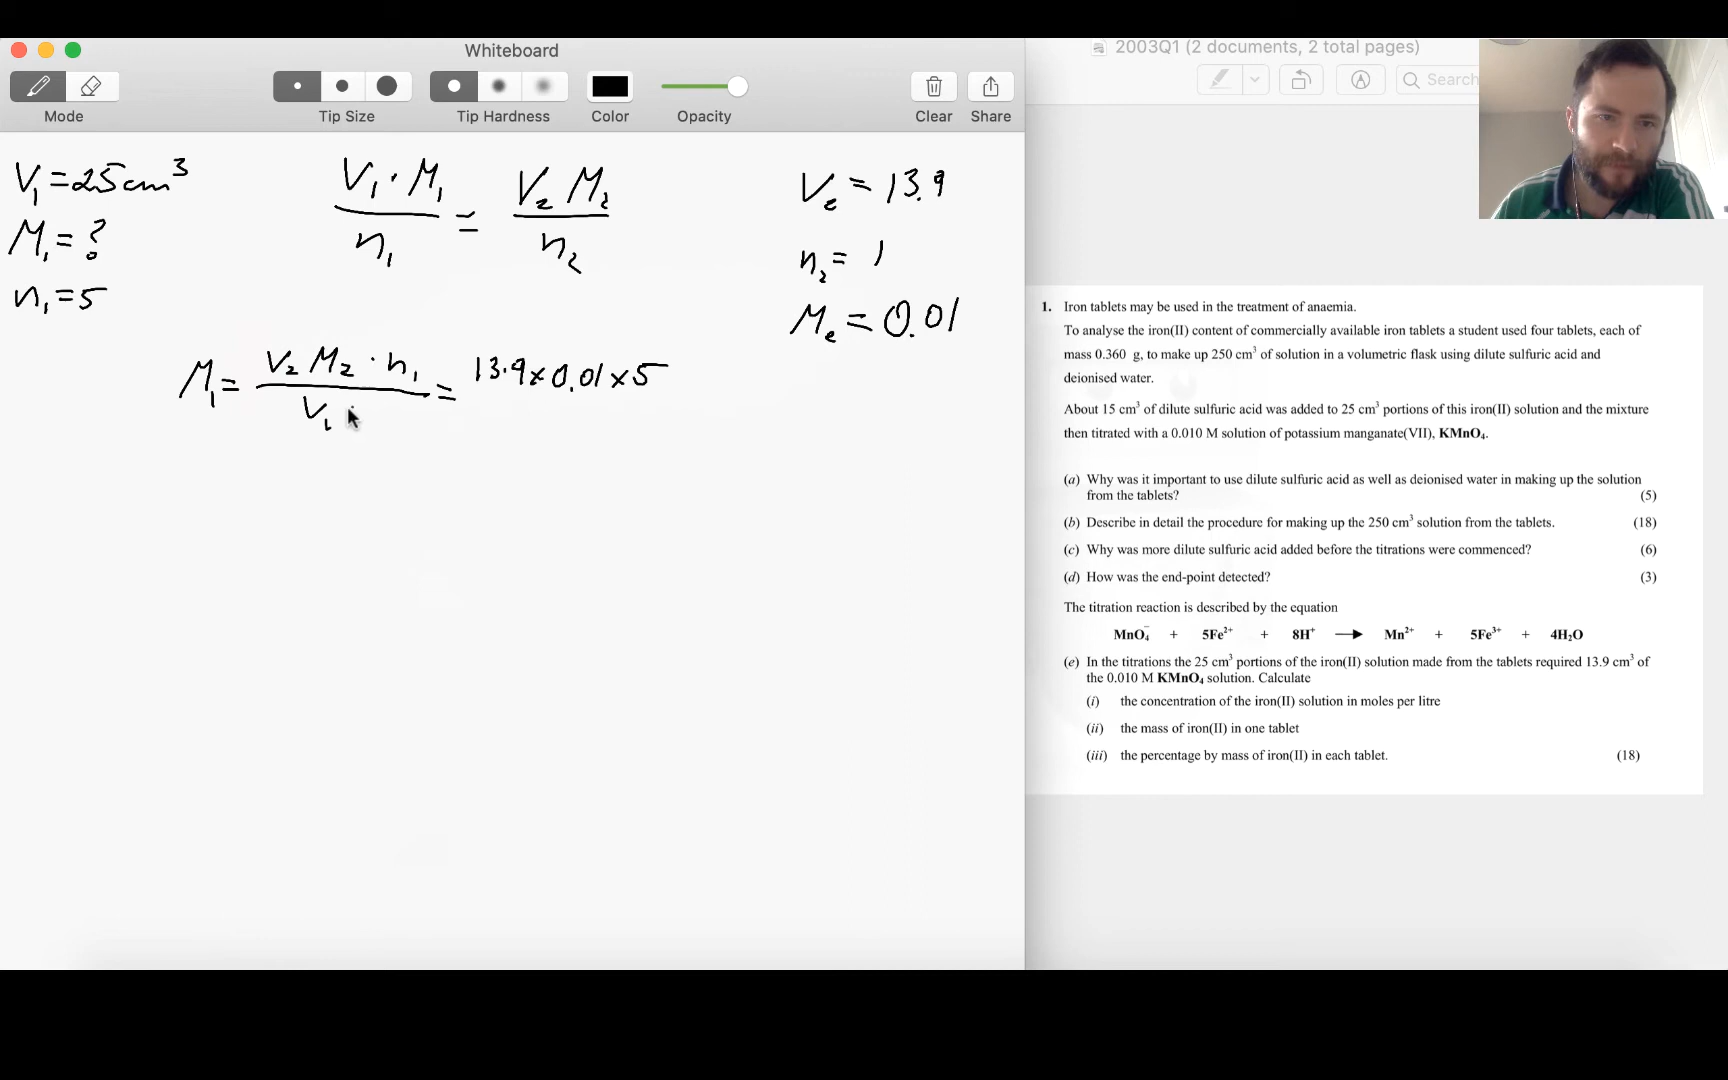 Whiteboard
Mode
Tip Size
Tip Hardness
Color
Opacity
Clear
Share
V₁ = 25cm³
M₁ = ?
n₁ = 5
V₁ · M₁ / n₁ = V₂ M₂ / n₂
V₂ = 13.9
n₂ = 1
M₂ = 0.01
M₁ = V₂ M₂ · n₁ / V₁ = 13.9 x 0.01 x 5
2003Q1 (2 documents, 2 total pages)
Search
1. Iron tablets may be used in the treatment of anaemia.
To analyse the iron(II) content of commercially available iron tablets a student used four tablets, each of
mass 0.360 g, to make up 250 cm³ of solution in a volumetric flask using dilute sulfuric acid and
deionised water.
About 15 cm³ of dilute sulfuric acid was added to 25 cm³ portions of this iron(II) solution and the mixture
then titrated with a 0.010 M solution of potassium manganate(VII), KMnO₄.
(a) Why was it important to use dilute sulfuric acid as well as deionised water in making up the solution
from the tablets? (5)
(b) Describe in detail the procedure for making up the 250 cm³ solution from the tablets. (18)
(c) Why was more dilute sulfuric acid added before the titrations were commenced? (6)
(d) How was the end-point detected? (3)
The titration reaction is described by the equation
MnO₄⁻ + 5Fe²⁺ + 8H⁺ → Mn²⁺ + 5Fe³⁺ + 4H₂O
(e) In the titrations the 25 cm³ portions of the iron(II) solution made from the tablets required 13.9 cm³ of
the 0.010 M KMnO₄ solution. Calculate
(i) the concentration of the iron(II) solution in moles per litre
(ii) the mass of iron(II) in one tablet
(iii) the percentage by mass of iron(II) in each tablet. (18)